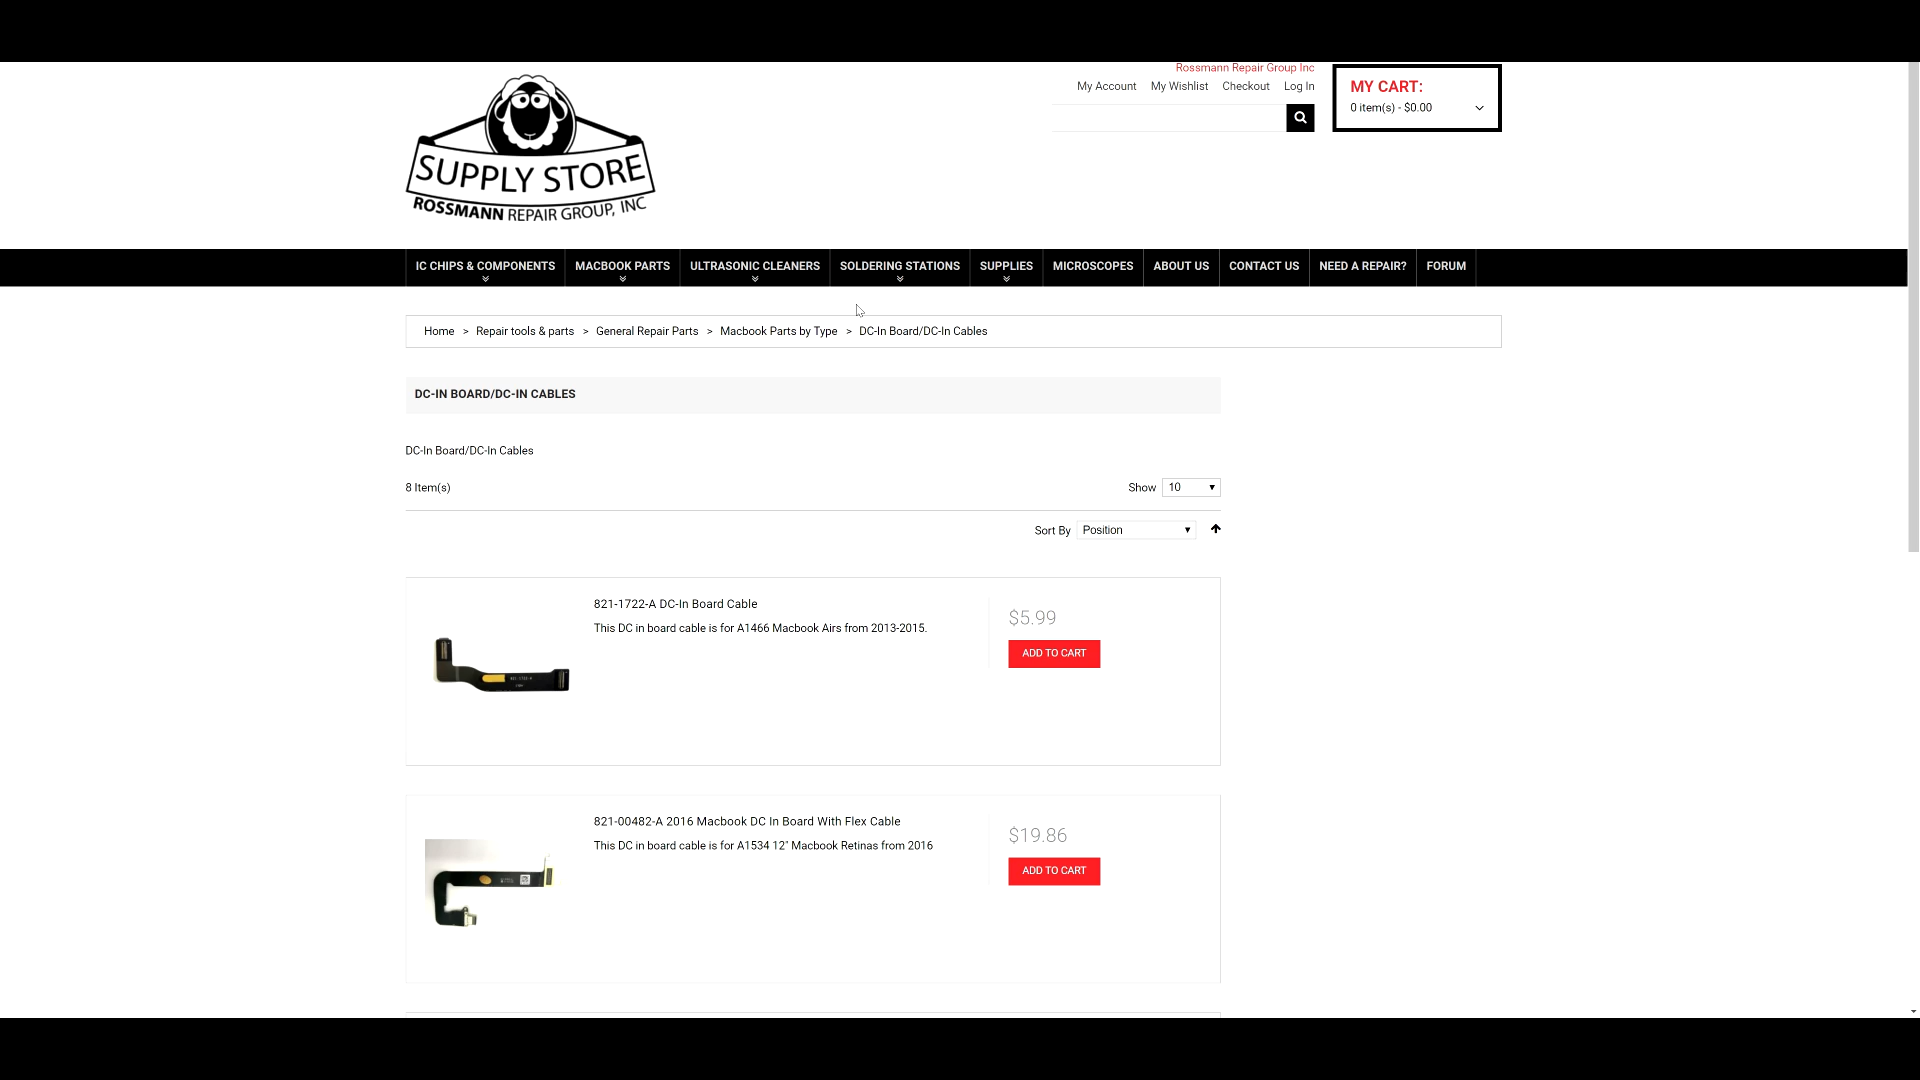 Rossmann Repair Group Inc
My Account My Wishlist Checkout Log In
MY CART:
0 item(s) - $0.00
SUPPLY STORE
ROSSMANN REPAIR GROUP, INC
IC CHIPS & COMPONENTS MACBOOK PARTS ULTRASONIC CLEANERS SOLDERING STATIONS SUPPLIES MICROSCOPES ABOUT US CONTACT US NEED A REPAIR? FORUM
Home > Repair tools & parts > General Repair Parts > Macbook Parts by Type > DC-In Board/DC-In Cables
DC-IN BOARD/DC-IN CABLES
DC-In Board/DC-In Cables
8 Item(s)
Show 10
Sort By Position
821-1722-A DC-In Board Cable
This DC in board cable is for A1466 Macbook Airs from 2013-2015.
$5.99
ADD TO CART
821-00482-A 2016 Macbook DC In Board With Flex Cable
This DC in board cable is for A1534 12" Macbook Retinas from 2016
$19.86
ADD TO CART